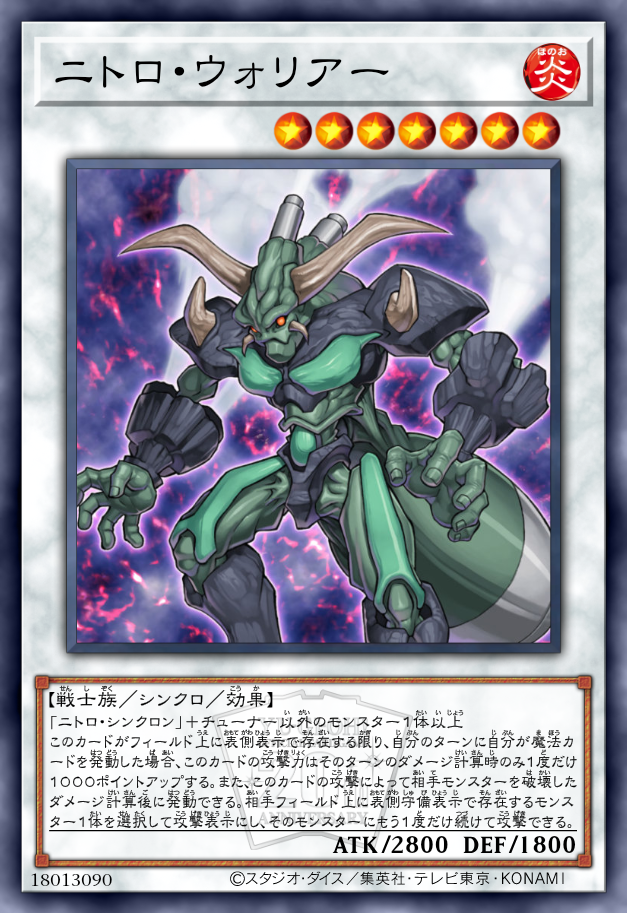 ニトロ・ウォリアー
ほのお
炎
【戦士族／シンクロ／効果】
「ニトロ・シンクロン」＋チューナー以外のモンスター1体以上
このカードがフィールド上に表側表示で存在する限り、自分のターンに自分が魔法カ
ードを発動した場合、このカードの攻撃力はそのターンのダメージ計算時のみ1度だけ
1000ポイントアップする。また、このカードの攻撃によって相手モンスターを破壊した
ダメージ計算後に発動できる。相手フィールド上に表側守備表示で存在するモンス
ター1体を選択して攻撃表示にし、そのモンスターにもう1度だけ続けて攻撃できる。
ATK/2800 DEF/1800
18013090
©スタジオ・ダイス／集英社・テレビ東京・KONAMI